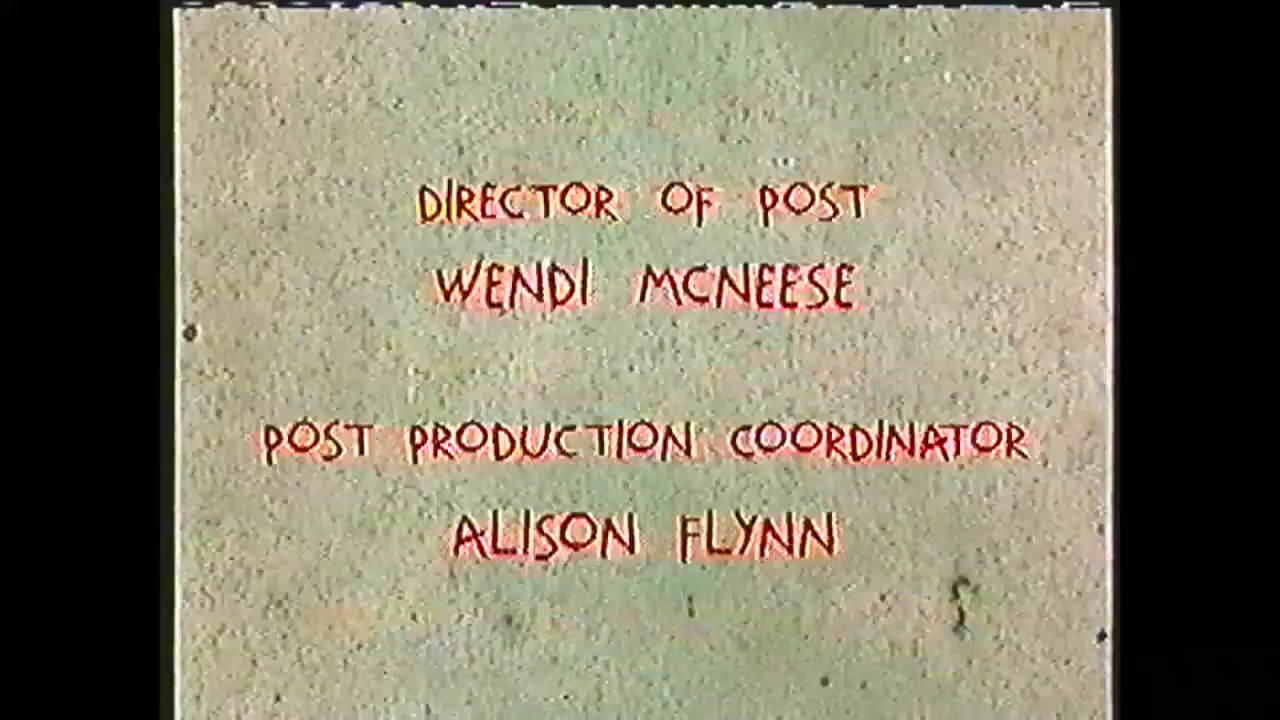 DIRECTOR OF POST
WENDI MCNEESE
POST PRODUCTION COORDINATOR
ALISON FLYNN